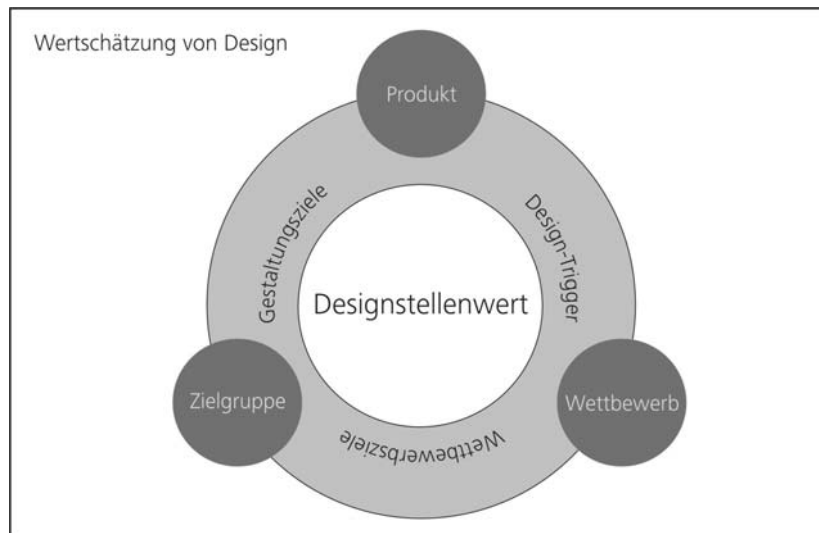 Wertschätzung von Design
Produkt
Gestaltungsziele
Design-Trigger
Designstellenwert
Zielgruppe
Wettbewerb
Wettbewerbsziele